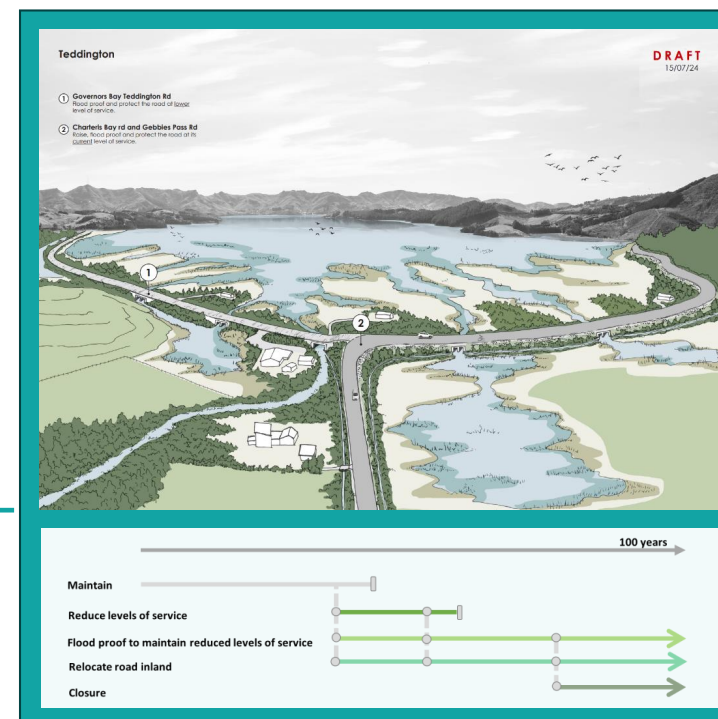 Teddington
DRAFT
15/07/24
1 Governors Bay Teddington Rd
Flood proof and protect the road at lower
level of service.
2 Charteris Bay rd and Gebbies Pass Rd
Raise, flood proof and protect the road at its
current level of service.
1
2
100 years
Maintain
Reduce levels of service
Flood proof to maintain reduced levels of service
Relocate road inland
Closure